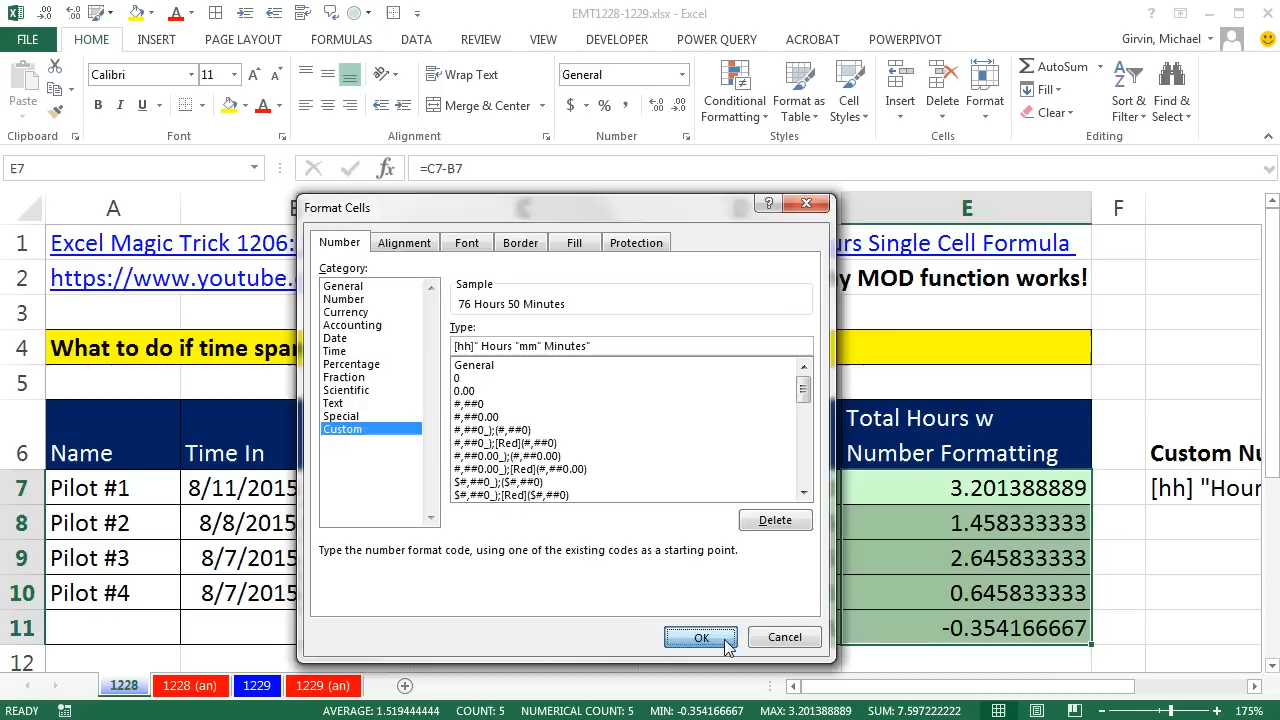 EMT1228-1229.xlsx - Excel
FILE HOME INSERT PAGE LAYOUT FORMULAS DATA REVIEW VIEW DEVELOPER POWER QUERY ACROBAT POWERPIVOT Girvin, Michael
Paste
Calibri 11
B I U
Wrap Text
Merge & Center
General
$ % ,
Conditional Formatting
Format as Table
Cell Styles
Insert Delete Format
AutoSum
Fill
Clear
Sort & Filter
Find & Select
Clipboard Font Alignment Number Styles Cells Editing
E7 fx =C7-B7
A E F
1 Excel Magic Trick 1206: urs Single Cell Formula
2 https://www.youtube. y MOD function works!
3
4 What to do if time spa
5
6 Name Time In Total Hours w Number Formatting Custom Nu
7 Pilot #1 8/11/2015 3.201388889 [hh] "Hour
8 Pilot #2 8/8/2015 1.458333333
9 Pilot #3 8/7/2015 2.645833333
10 Pilot #4 8/7/2015 0.645833333
11 -0.354166667
12
Format Cells
Number Alignment Font Border Fill Protection
Category:
General
Number
Currency
Accounting
Date
Time
Percentage
Fraction
Scientific
Text
Special
Custom
Sample
76 Hours 50 Minutes
Type:
[hh]" Hours "mm" Minutes"
General
0
0.00
#,##0
#,##0.00
#,##0_);(#,##0)
#,##0_);[Red](#,##0)
#,##0.00_);(#,##0.00)
#,##0.00_);[Red](#,##0.00)
$#,##0_);($#,##0)
$#,##0_);[Red]($#,##0)
Delete
Type the number format code, using one of the existing codes as a starting point.
OK Cancel
1228 1228 (an) 1229 1229 (an)
READY AVERAGE: 1.519444444 COUNT: 5 NUMERICAL COUNT: 5 MIN: -0.354166667 MAX: 3.201388889 SUM: 7.597222222 175%